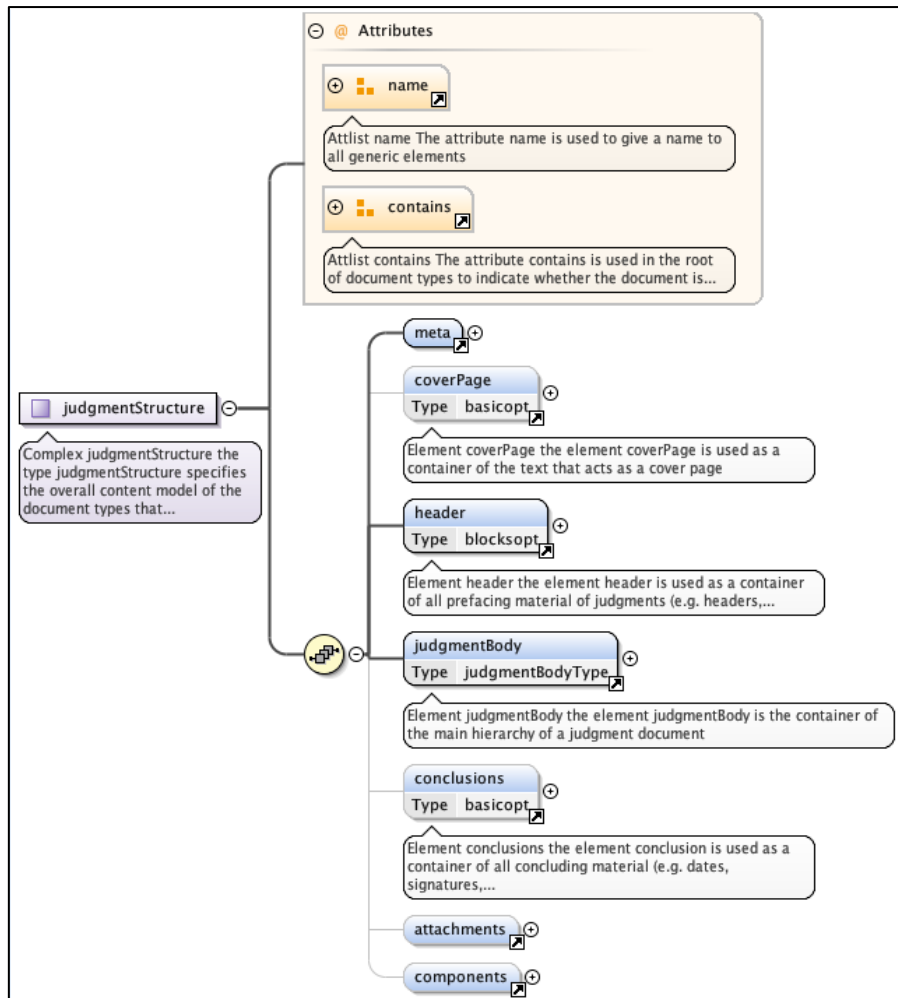 @ Attributes
name
Attlist name The attribute name is used to give a name to
all generic elements
contains
Attlist contains The attribute contains is used in the root
of document types to indicate whether the document is...
judgmentStructure
Complex judgmentStructure the
type judgmentStructure specifies
the overall content model of the
document types that...
meta
coverPage
Type basicopt
Element coverPage the element coverPage is used as a
container of the text that acts as a cover page
header
Type blocksopt
Element header the element header is used as a container
of all prefacing material of judgments (e.g. headers,...
judgmentBody
Type judgmentBodyType
Element judgmentBody the element judgmentBody is the container of
the main hierarchy of a judgment document
conclusions
Type basicopt
Element conclusions the element conclusion is used as a
container of all concluding material (e.g. dates,
signatures,...
attachments
components